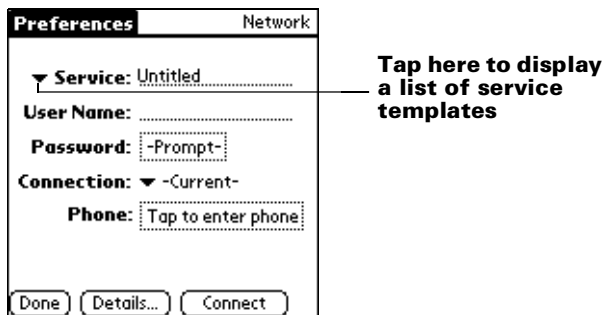 Preferences Network
Service: Untitled
User Name:
Password: -Prompt-
Connection: -Current-
Phone: Tap to enter phone
Done Details... Connect
Tap here to display
a list of service
templates